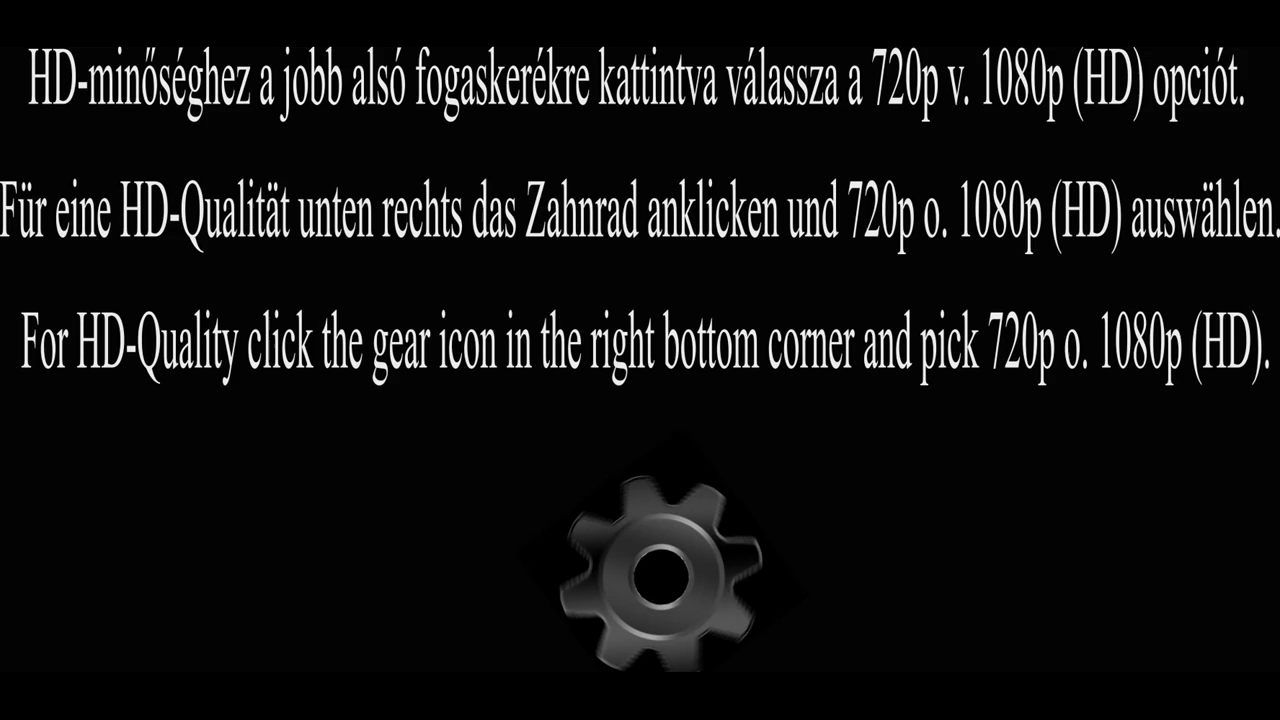 HD-minőséghez a jobb alsó fogaskerékre kattintva válassza a 720p v. 1080p (HD) opciót.
Für eine HD-Qualität unten rechts das Zahnrad anklicken und 720p o. 1080p (HD) auswählen.
For HD-Quality click the gear icon in the right bottom corner and pick 720p o. 1080p (HD).